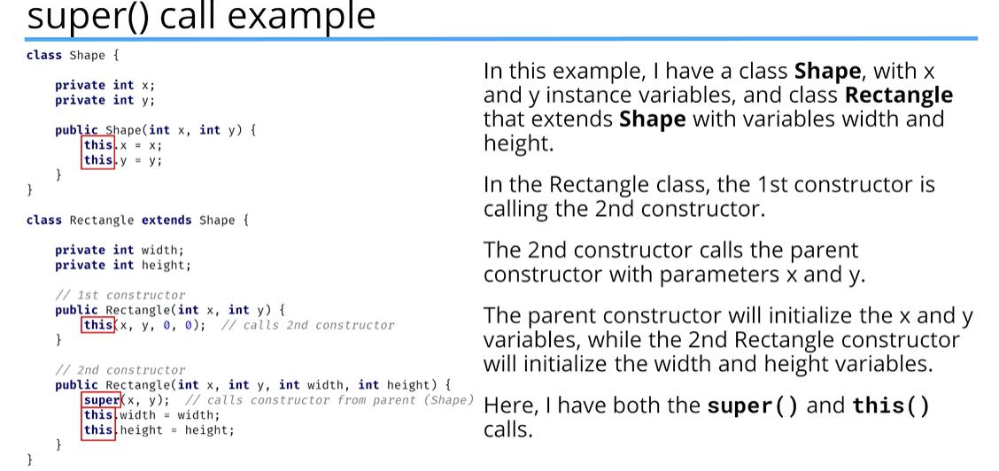 super() call example
class Shape {
private int x;
private int y;
public Shape(int x, int y) {
this.x = x;
this.y = y;
}
}
class Rectangle extends Shape {
private int width;
private int height;
// 1st constructor
public Rectangle(int x, int y) {
this(x, y, 0, 0);  // calls 2nd constructor
}
// 2nd constructor
public Rectangle(int x, int y, int width, int height) {
super(x, y);  // calls constructor from parent (Shape)
this.width = width;
this.height = height;
}
}
In this example, I have a class Shape, with x
and y instance variables, and class Rectangle
that extends Shape with variables width and
height.
In the Rectangle class, the 1st constructor is
calling the 2nd constructor.
The 2nd constructor calls the parent
constructor with parameters x and y.
The parent constructor will initialize the x and y
variables, while the 2nd Rectangle constructor
will initialize the width and height variables.
Here, I have both the super() and this()
calls.